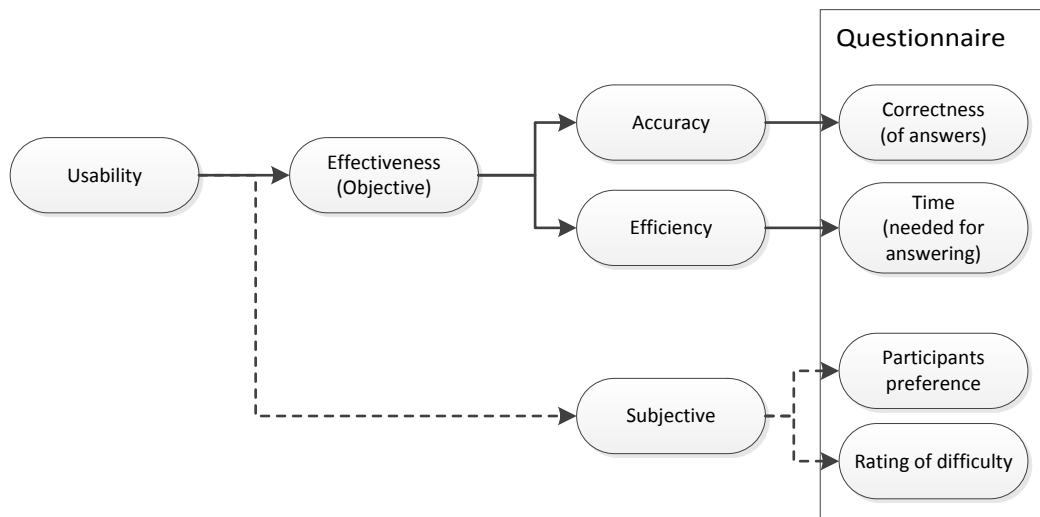 Questionnaire
Usability
Effectiveness
(Objective)
Accuracy
Correctness
(of answers)
Efficiency
Time
(needed for
answering)
Subjective
Participants
preference
Rating of difficulty